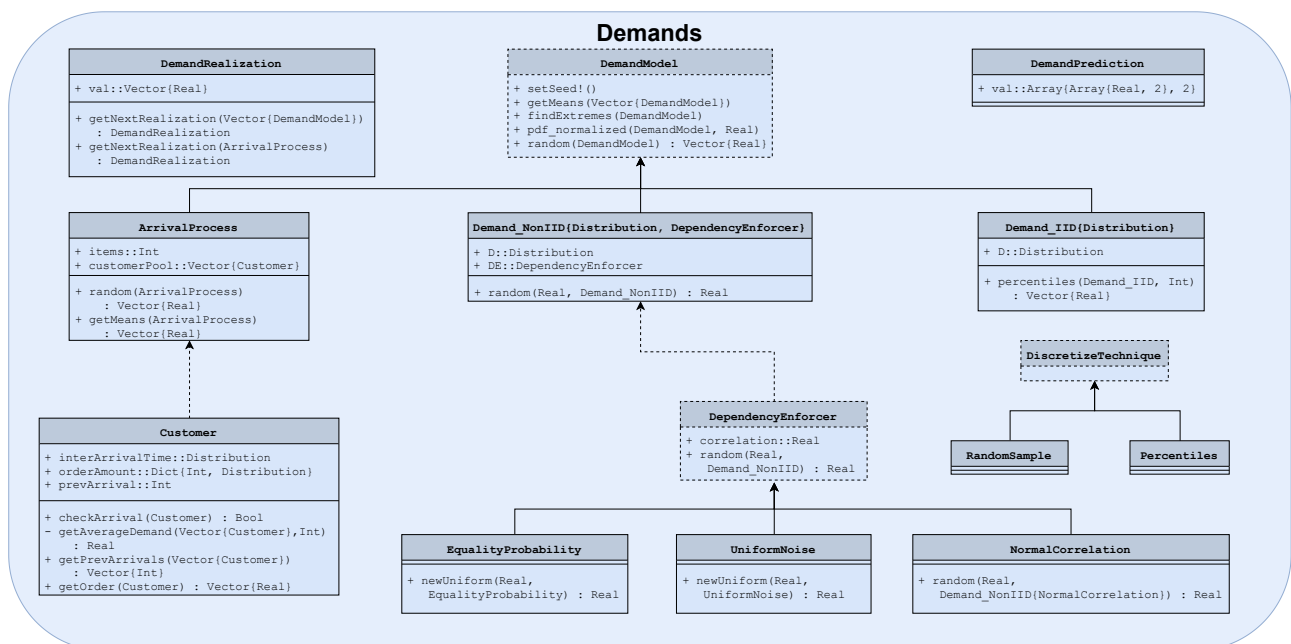 Demands
DemandRealization
+ val::Vector{Real}
+ getNextRealization(Vector{DemandModel})
: DemandRealization
+ getNextRealization(ArrivalProcess)
: DemandRealization
DemandModel
+ setSeed!()
+ getMeans(Vector{DemandModel})
+ findExtremes(DemandModel)
+ pdf_normalized(DemandModel, Real)
+ random(DemandModel) : Vector{Real}
DemandPrediction
+ val::Array{Array{Real, 2}, 2}
ArrivalProcess
+ items::Int
+ customerPool::Vector{Customer}
+ random(ArrivalProcess)
: Vector{Real}
+ getMeans(ArrivalProcess)
: Vector{Real}
Demand_NonIID{Distribution, DependencyEnforcer}
+ D::Distribution
+ DE::DependencyEnforcer
+ random(Real, Demand_NonIID) : Real
Demand_IID{Distribution}
+ D::Distribution
+ percentiles(Demand_IID, Int)
: Vector{Real}
DiscretizeTechnique
RandomSample
Percentiles
Customer
+ interArrivalTime::Distribution
+ orderAmount::Dict{Int, Distribution}
+ prevArrival::Int
+ checkArrival(Customer) : Bool
- getAverageDemand(Vector{Customer},Int)
: Real
+ getPrevArrivals(Vector{Customer})
: Vector{Int}
+ getOrder(Customer) : Vector{Real}
DependencyEnforcer
+ correlation::Real
+ random(Real,
Demand_NonIID) : Real
EqualityProbability
+ newUniform(Real,
EqualityProbability) : Real
UniformNoise
+ newUniform(Real,
UniformNoise) : Real
NormalCorrelation
+ random(Real,
Demand_NonIID{NormalCorrelation}) : Real